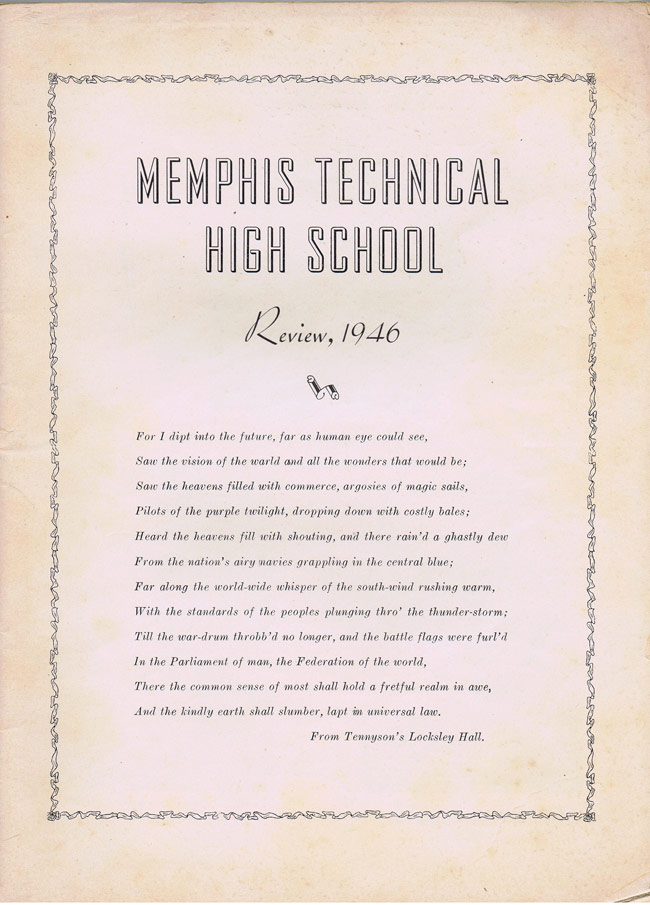 MEMPHIS TECHNICAL
HIGH SCHOOL
Review, 1946
For I dipt into the future, far as human eye could see,
Saw the vision of the warld and all the wonders that would be;
Saw the heavens filled with commerce, argosies of magic sails,
Pilots of the purple twilight, dropping down with costly bales;
Heard the heavens fill with shouting, and there rain'd a ghastly dew
From the nation's airy navies grappling in the central blue;
Far along the world-wide whisper of the south-wind rushing warm,
With the standards of the peoples plunging thro' the thunder-storm;
Till the war-drum throbb'd no longer, and the battle flags were furl'd
In the Parliament of man, the Federation of the world,
There the common sense of most shall hold a fretful realm in awe,
And the kindly earth shall slumber, lapt in universal law.
From Tennyson's Locksley Hall.